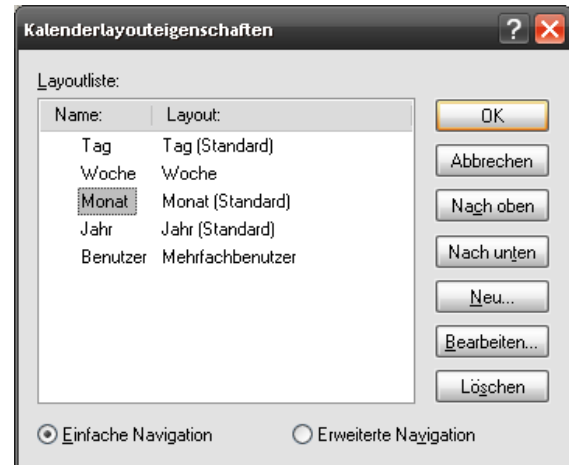 Kalenderlayouteigenschaften
Layoutliste:
Name: Layout:
Tag Tag (Standard)
Woche Woche
Monat Monat (Standard)
Jahr Jahr (Standard)
Benutzer Mehrfachbenutzer
OK
Abbrechen
Nach oben
Nach unten
Neu...
Bearbeiten...
Löschen
Einfache Navigation Erweiterte Navigation